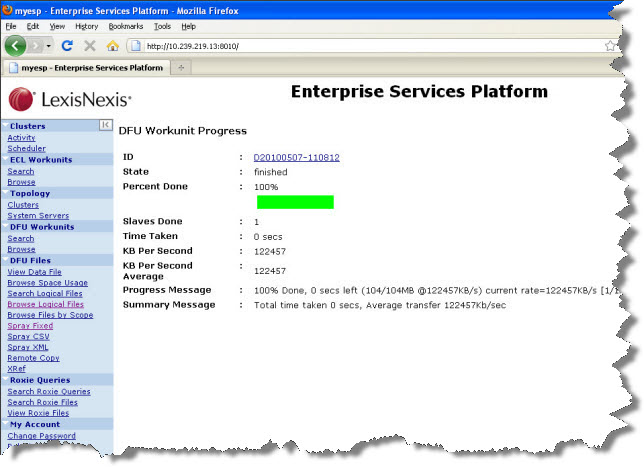 myesp - Enterprise Services Platform - Mozilla Firefox
File Edit View History Bookmarks Tools Help
http://10.239.219.13:8010/
myesp - Enterprise Services Platform
LexisNexis®
Enterprise Services Platform
Clusters
Activity
Scheduler
ECL Workunits
Search
Browse
Topology
Clusters
System Servers
DFU Workunits
Search
Browse
DFU Files
View Data File
Browse Space Usage
Search Logical Files
Browse Logical Files
Browse Files by Scope
Spray Fixed
Spray CSV
Spray XML
Remote Copy
XRef
Roxie Queries
Search Roxie Queries
Search Roxie Files
View Roxie Files
My Account
Change Password
DFU Workunit Progress
ID : D20100507-110812
State : finished
Percent Done : 100%
Slaves Done : 1
Time Taken : 0 secs
KB Per Second : 122457
KB Per Second Average : 122457
Progress Message : 100% Done, 0 secs left (104/104MB @122457KB/s) current rate=122457KB/s [1/1
Summary Message : Total time taken 0 secs, Average transfer 122457Kb/sec